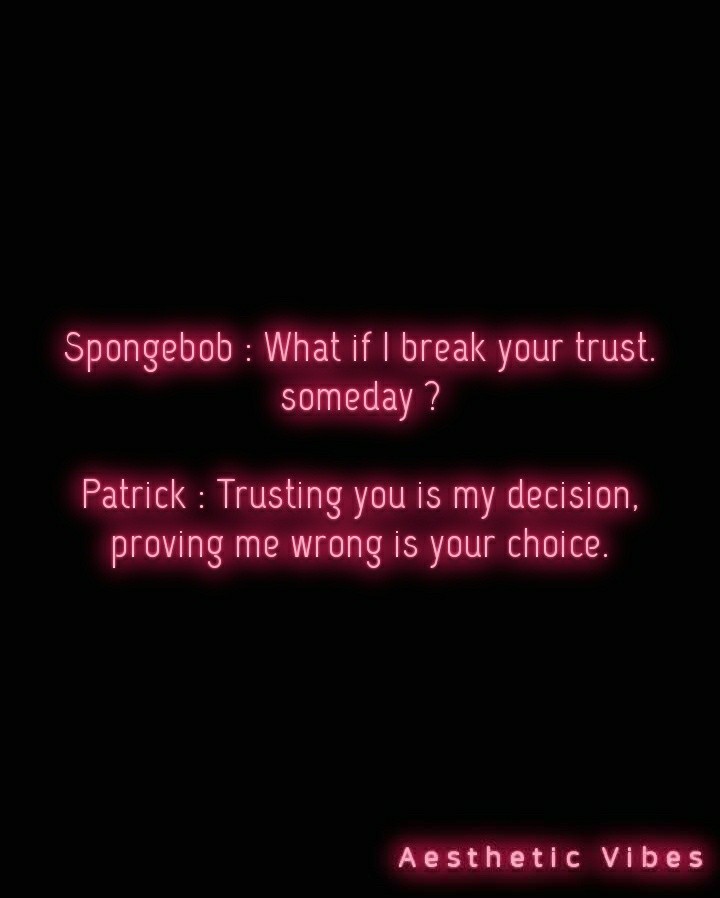 Spongebob : What if I break your trust.
someday ?
Patrick : Trusting you is my decision,
proving me wrong is your choice.
Aesthetic Vibes